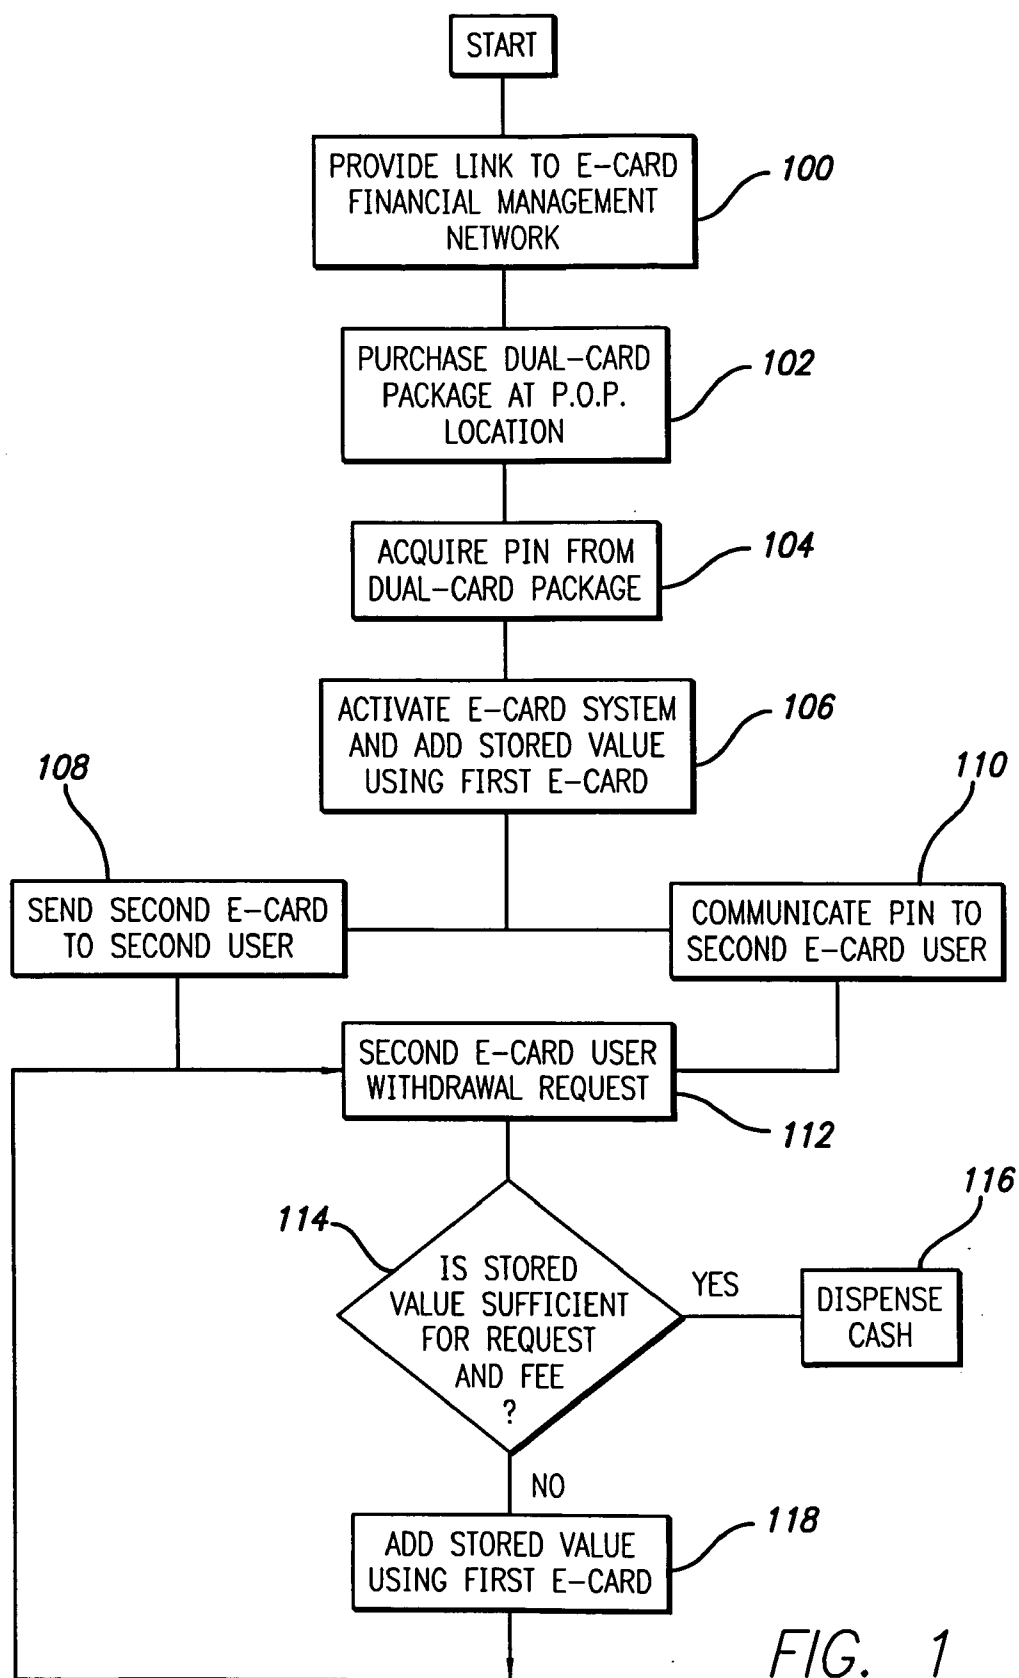 START
PROVIDE LINK TO E-CARD
FINANCIAL MANAGEMENT
NETWORK
100
PURCHASE DUAL-CARD
PACKAGE AT P.O.P.
LOCATION
102
ACQUIRE PIN FROM
DUAL-CARD PACKAGE
104
ACTIVATE E-CARD SYSTEM
AND ADD STORED VALUE
USING FIRST E-CARD
106
108
SEND SECOND E-CARD
TO SECOND USER
110
COMMUNICATE PIN TO
SECOND E-CARD USER
SECOND E-CARD USER
WITHDRAWAL REQUEST
112
114
IS STORED
VALUE SUFFICIENT
FOR REQUEST
AND FEE
?
YES
116
DISPENSE
CASH
NO
ADD STORED VALUE
USING FIRST E-CARD
118
FIG. 1